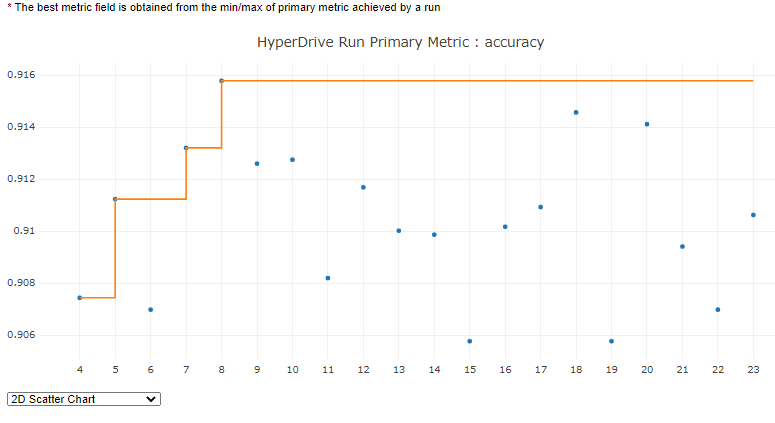 * The best metric field is obtained from the min/max of primary metric achieved by a run
HyperDrive Run Primary Metric : accuracy
0.916
0.914
0.912
0.91
0.908
0.906
4 5 6 7 8 9 10 11 12 13 14 15 16 17 18 19 20 21 22 23
2D Scatter Chart